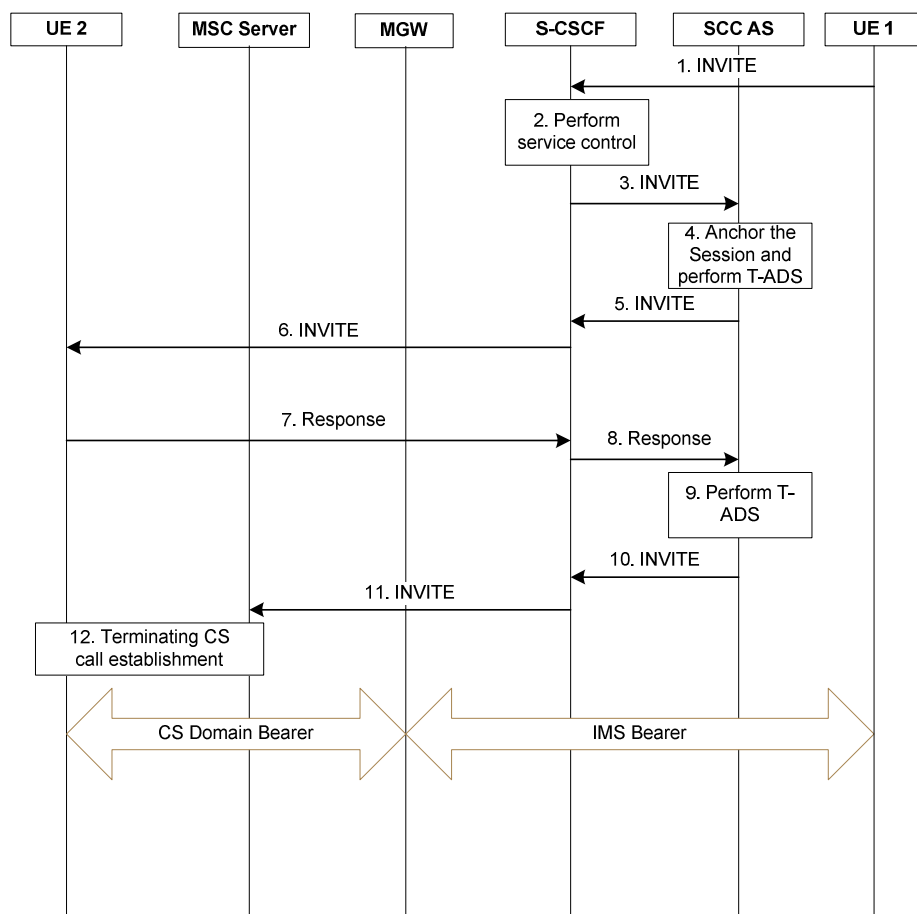 UE 2
MSC Server
MGW
S-CSCF
SCC AS
UE 1
1. INVITE
2. Perform
service control
3. INVITE
4. Anchor the
Session and
perform T-ADS
5. INVITE
6. INVITE
7. Response
8. Response
9. Perform T-
ADS
10. INVITE
11. INVITE
12. Terminating CS
call establishment
CS Domain Bearer
IMS Bearer